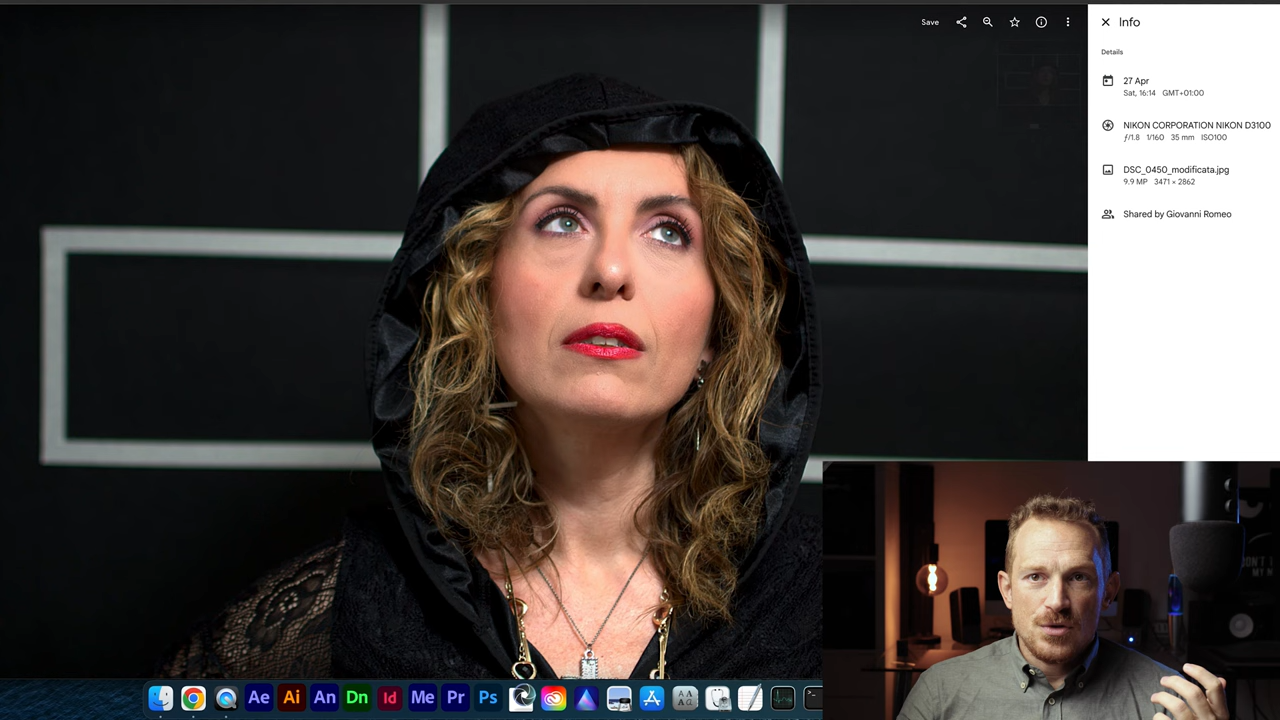 Save
Info
Details
27 Apr
Sat, 16:14 GMT+01:00
NIKON CORPORATION NIKON D3100
ƒ/1.8 1/160 35 mm ISO100
DSC_0450_modificata.jpg
9.9 MP 3471 × 2862
Shared by Giovanni Romeo
Ae Ai An Dn Id Me Pr Ps